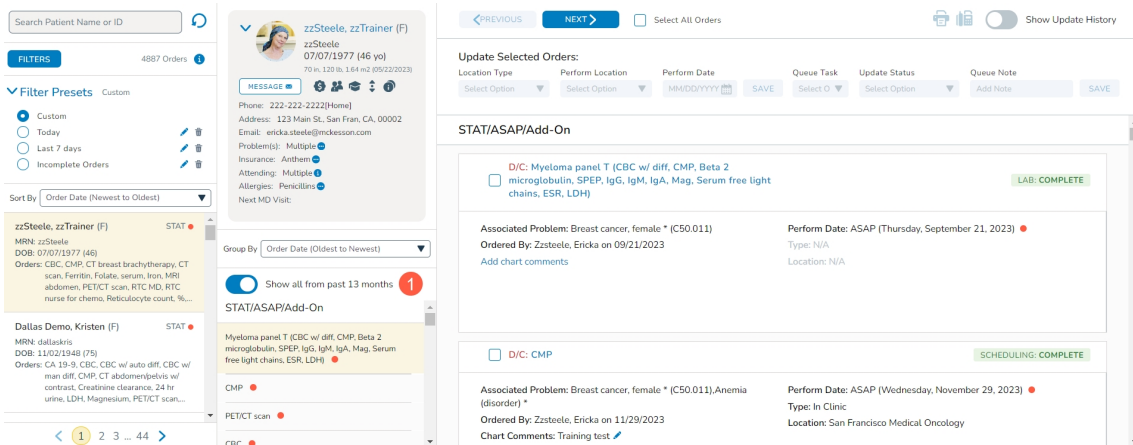 Search Patient Name or ID
FILTERS
4887 Orders
Filter Presets Custom
Custom
Today
Last 7 days
Incomplete Orders
Sort By Order Date (Newest to Oldest)
zzSteele, zzTrainer (F) STAT
MRN: zzSteele
DOB: 07/07/1977 (46)
Orders: CBC, CMP, CT breast brachytherapy, CT
scan, Ferritin, Folate, serum, Iron, MRI
abdomen, PET/CT scan, RTC MD, RTC
nurse for chemo, Reticulocyte count, %,...
Dallas Demo, Kristen (F) STAT
MRN: dallaskris
DOB: 11/02/1948 (75)
Orders: CA 19-9, CBC, CBC w/ auto diff, CBC w/
man diff, CMP, CT abdomen/pelvis w/
contrast, Creatinine clearance, 24 hr
urine, LDH, Magnesium, PET/CT scan,...
1 2 3 ... 44
zzSteele, zzTrainer (F)
zzSteele
07/07/1977 (46 yo)
70 in, 120 lb, 1.64 m2 (05/22/2023)
MESSAGE
Phone: 222-222-2222[Home]
Address: 123 Main St., San Fran, CA, 00002
Email: ericka.steele@mckesson.com
Problem(s): Multiple
Insurance: Anthem
Attending: Multiple
Allergies: Penicillins
Next MD Visit:
Group By Order Date (Oldest to Newest)
Show all from past 13 months 1
STAT/ASAP/Add-On
Myeloma panel T (CBC w/ diff, CMP, Beta 2
microglobulin, SPEP, IgG, IgM, IgA, Mag, Serum
free light chains, ESR, LDH)
CMP
PET/CT scan
CBC
PREVIOUS NEXT Select All Orders Show Update History
Update Selected Orders:
Location Type Perform Location Perform Date Queue Task Update Status Queue Note
Select Option Select Option MM/DD/YYYY SAVE Select O Select Option Add Note SAVE
STAT/ASAP/Add-On
D/C: Myeloma panel T (CBC w/ diff, CMP, Beta 2
microglobulin, SPEP, IgG, IgM, IgA, Mag, Serum free light
chains, ESR, LDH)
LAB: COMPLETE
Associated Problem: Breast cancer, female * (C50.011)
Ordered By: Zzsteele, Ericka on 09/21/2023
Add chart comments
Perform Date: ASAP (Thursday, September 21, 2023)
Type: N/A
Location: N/A
D/C: CMP
SCHEDULING: COMPLETE
Associated Problem: Breast cancer, female * (C50.011),Anemia
(disorder) *
Ordered By: Zzsteele, Ericka on 11/29/2023
Chart Comments: Training test
Perform Date: ASAP (Wednesday, November 29, 2023)
Type: In Clinic
Location: San Francisco Medical Oncology